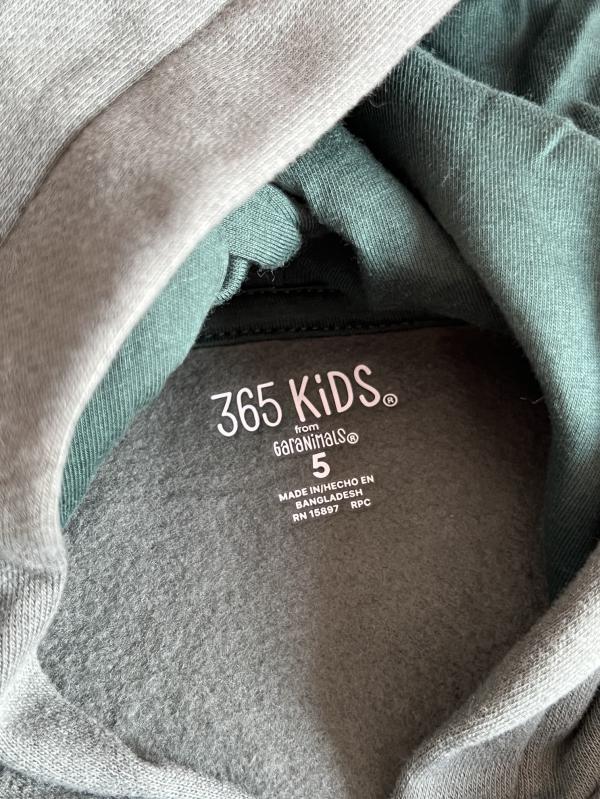 365 KiDS®
from
Garanimals®
5
MADE IN/HECHO EN
BANGLADESH
RN 15897 RPC